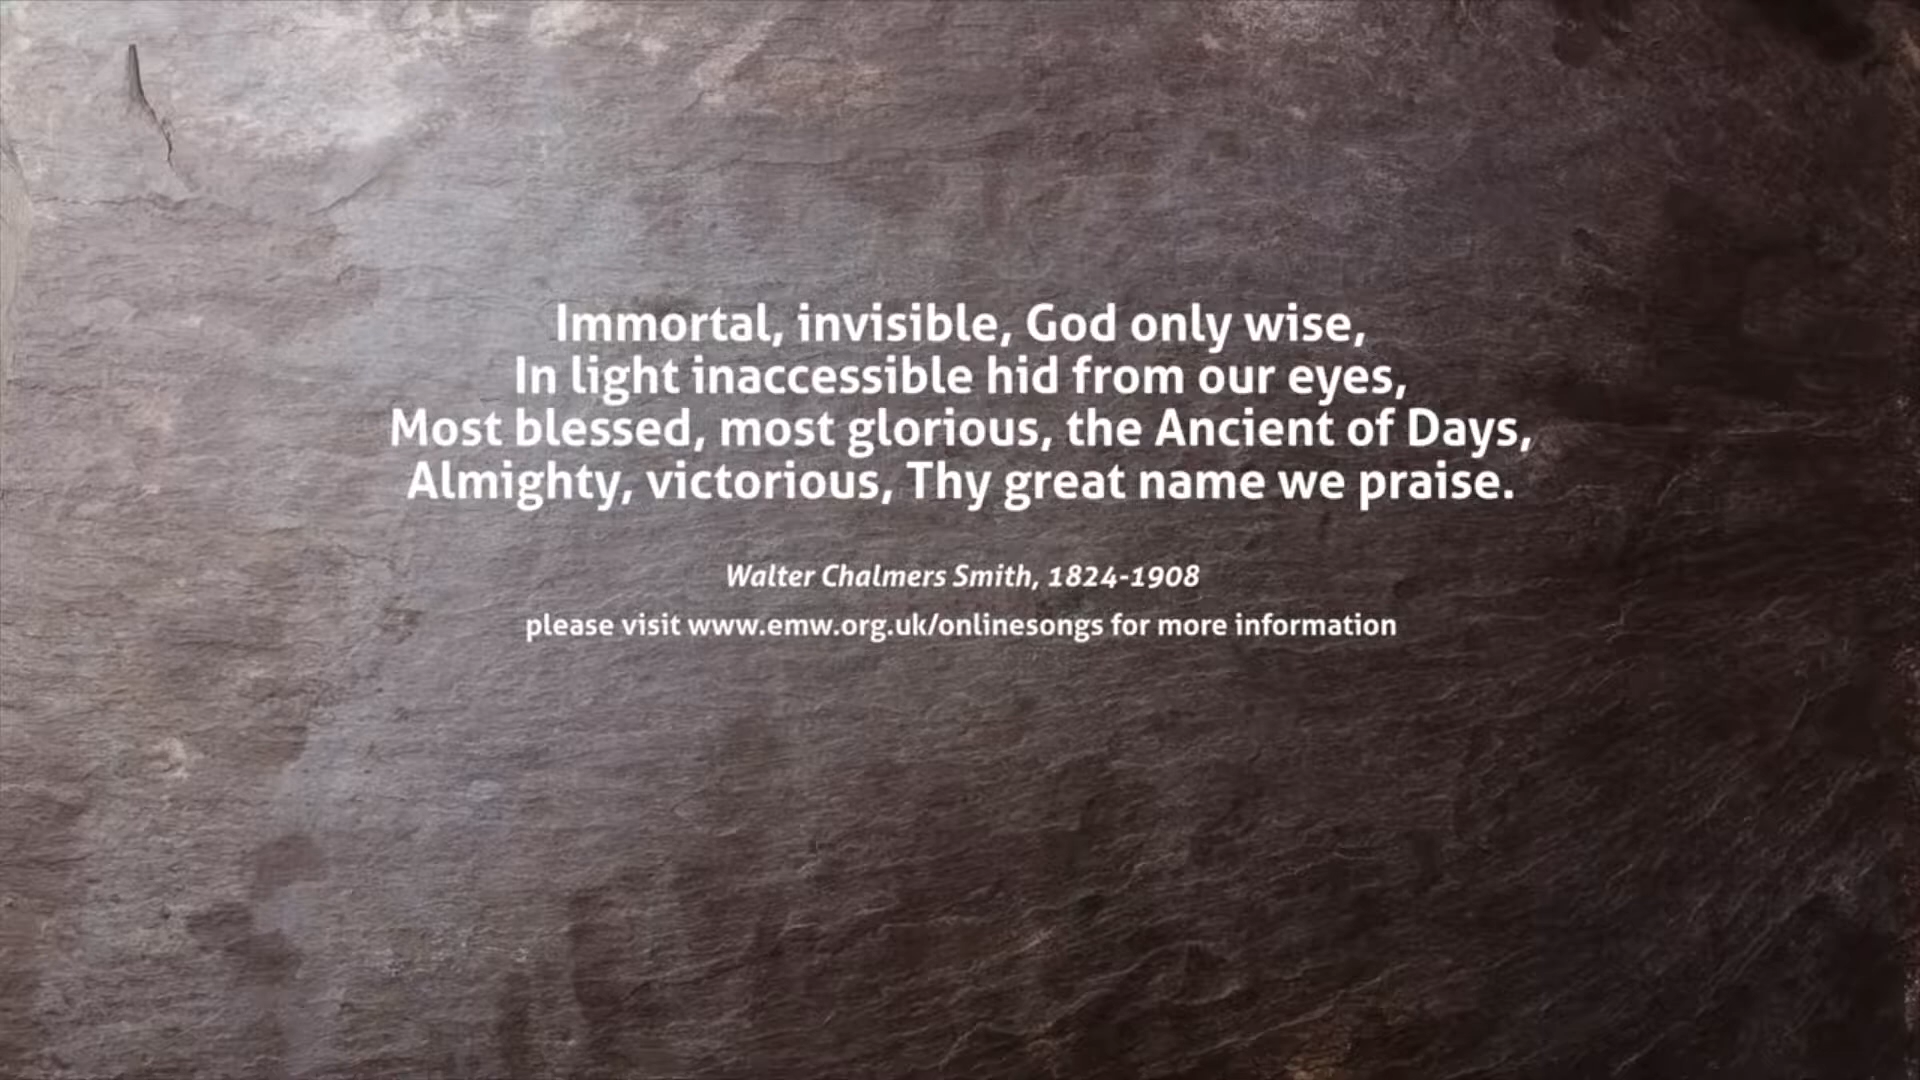 Immortal, invisible, God only wise,
In light inaccessible hid from our eyes,
Most blessed, most glorious, the Ancient of Days,
Almighty, victorious, Thy great name we praise.
Walter Chalmers Smith, 1824-1908
please visit www.emw.org.uk/onlinesongs for more information